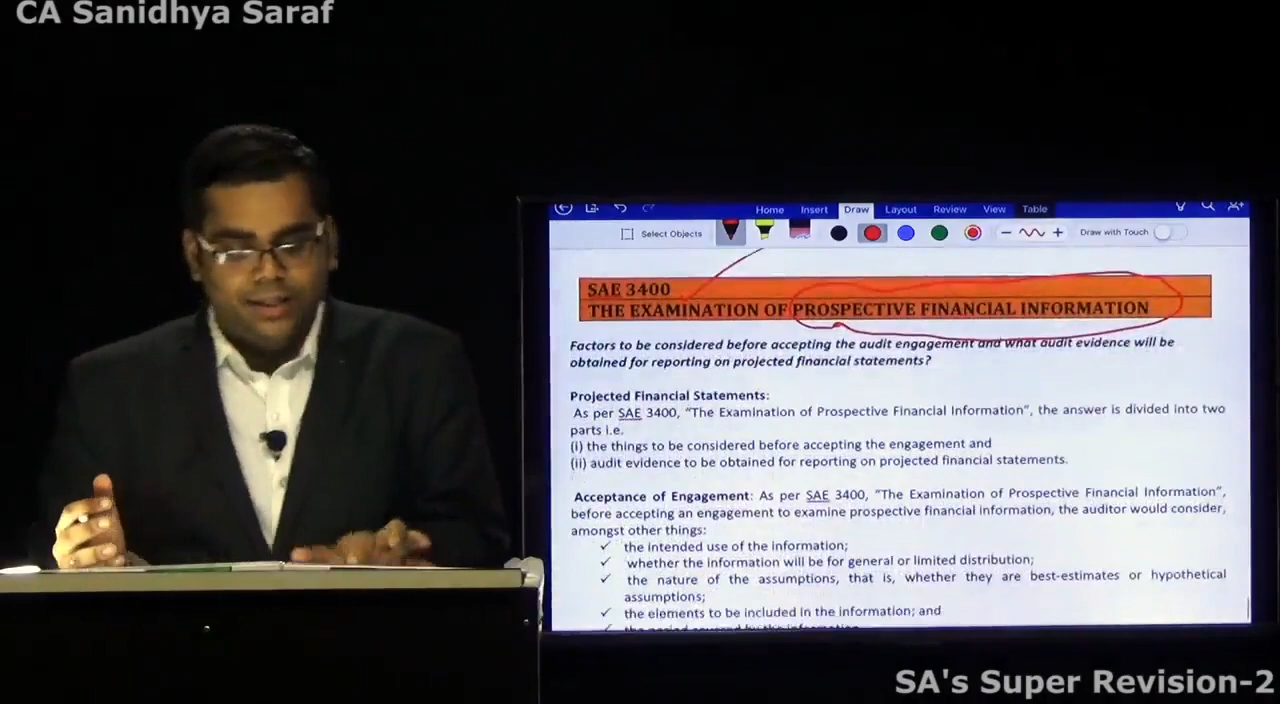 CA Sanidhya Saraf
Home Insert Draw Layout Review View Table
Select Objects
Draw with Touch
SAE 3400
THE EXAMINATION OF PROSPECTIVE FINANCIAL INFORMATION
Factors to be considered before accepting the audit engagement and what audit evidence will be
obtained for reporting on projected financial statements?
Projected Financial Statements:
As per SAE 3400, “The Examination of Prospective Financial Information”, the answer is divided into two
parts i.e.
(i) the things to be considered before accepting the engagement and
(ii) audit evidence to be obtained for reporting on projected financial statements.
Acceptance of Engagement: As per SAE 3400, “The Examination of Prospective Financial Information”,
before accepting an engagement to examine prospective financial information, the auditor would consider,
amongst other things:
✓ the intended use of the information;
✓ whether the information will be for general or limited distribution;
✓ the nature of the assumptions, that is, whether they are best-estimates or hypothetical
assumptions;
✓ the elements to be included in the information; and
✓ the period covered by the information
SA's Super Revision-2